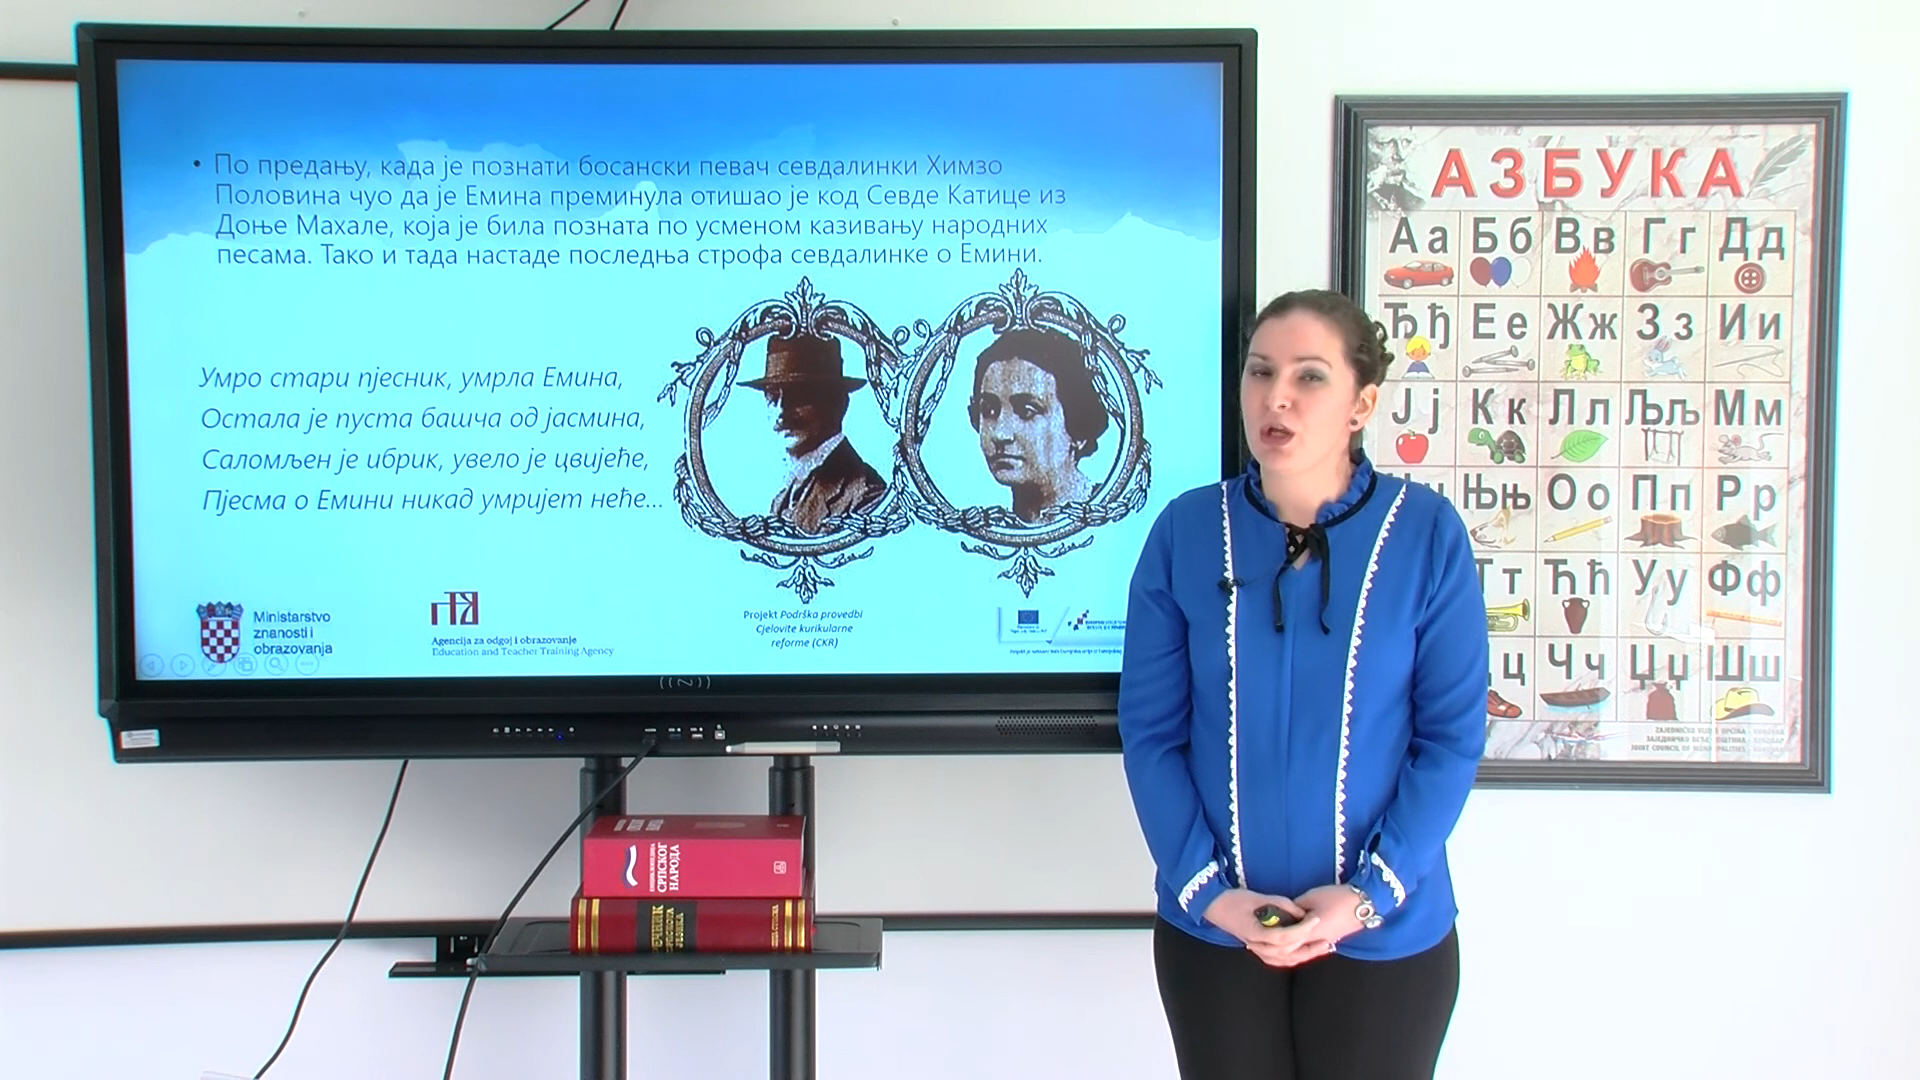 • По предању, када је познати босански певач севдалинки Химзо
Половина чуо да је Емина преминула отишао је код Севде Катице из
Доње Махале, која је била позната по усменом казивању народних
песама. Тако и тада настаде последња строфа севдалинке о Емини.
Умро стари пјесник, умрла Емина,
Остала је пуста башча од јасмина,
Саломљен је ибрик, увело је цвијеће,
Пјесма о Емини никад умријет неће...
Ministarstvo
znanosti i
obrazovanja
Agencija za odgoj i obrazovanje
Education and Teacher Training Agency
Projekt Podrška provedbi
Cjelovite kurikularne
reforme (CKR)
АЗБУКА
Аа Бб Вв Гг Дд
Ђђ Ее Жж Зз Ии
Јј Кк Лл Љљ Мм
Њњ Оо Пп Рр
т Ћћ Уу Фф
ц Чч Џџ Шш
СРПСКОГ
НАРОДА
РЕЧНИК